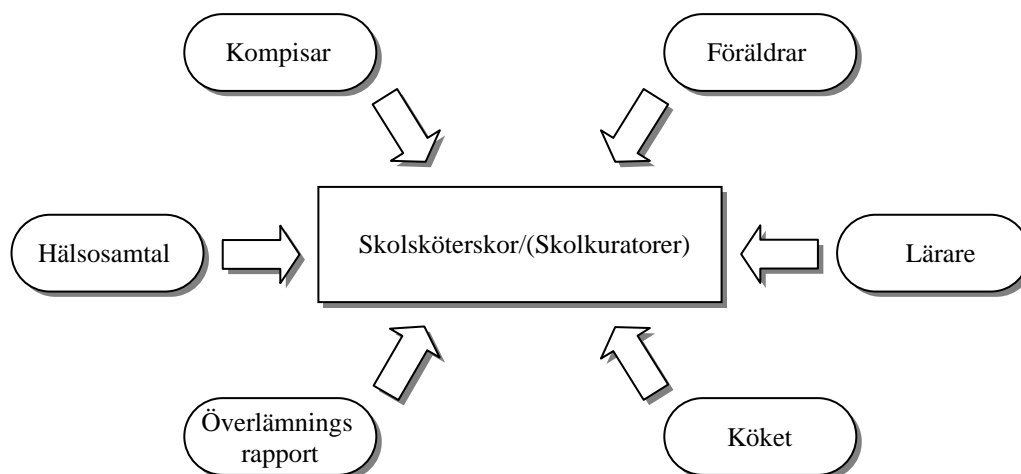 Kompisar
Föräldrar
Hälsosamtal
Skolsköterskor/(Skolkuratorer)
Lärare
Överlämnings
rapport
Köket